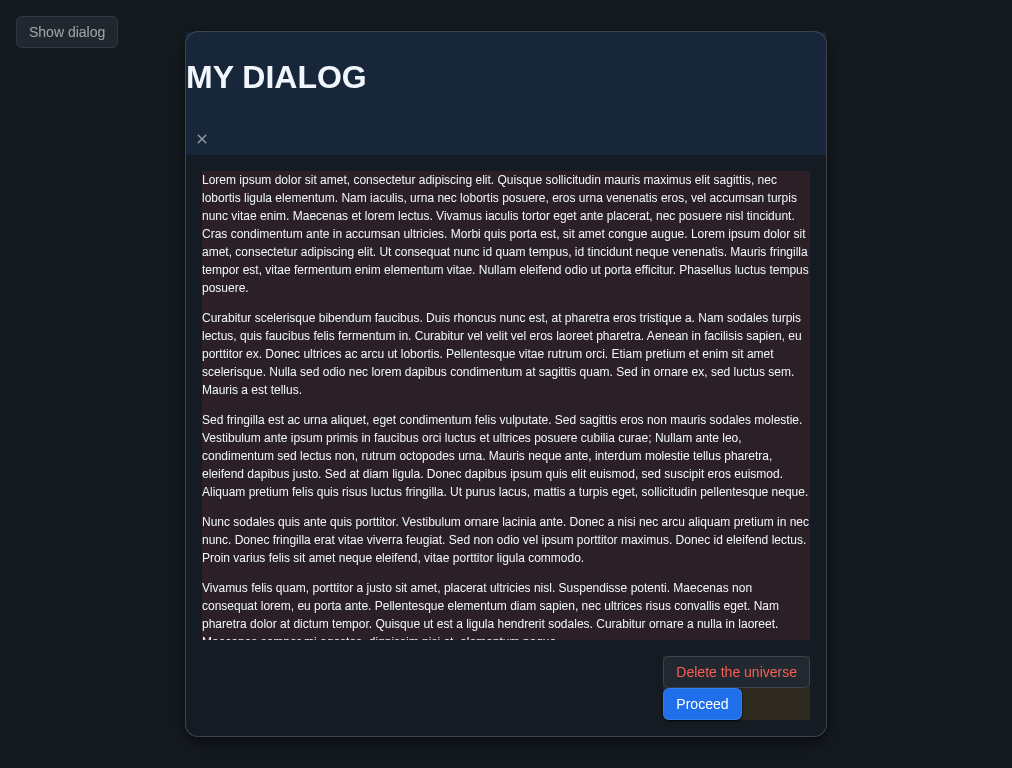 Show dialog
MY DIALOG
×
Lorem ipsum dolor sit amet, consectetur adipiscing elit. Quisque sollicitudin mauris maximus elit sagittis, nec
lobortis ligula elementum. Nam iaculis, urna nec lobortis posuere, eros urna venenatis eros, vel accumsan turpis
nunc vitae enim. Maecenas et lorem lectus. Vivamus iaculis tortor eget ante placerat, nec posuere nisl tincidunt.
Cras condimentum ante in accumsan ultricies. Morbi quis porta est, sit amet congue augue. Lorem ipsum dolor sit
amet, consectetur adipiscing elit. Ut consequat nunc id quam tempus, id tincidunt neque venenatis. Mauris fringilla
tempor est, vitae fermentum enim elementum vitae. Nullam eleifend odio ut porta efficitur. Phasellus luctus tempus
posuere.
Curabitur scelerisque bibendum faucibus. Duis rhoncus nunc est, at pharetra eros tristique a. Nam sodales turpis
lectus, quis faucibus felis fermentum in. Curabitur vel velit vel eros laoreet pharetra. Aenean in facilisis sapien, eu
porttitor ex. Donec ultrices ac arcu ut lobortis. Pellentesque vitae rutrum orci. Etiam pretium et enim sit amet
scelerisque. Nulla sed odio nec lorem dapibus condimentum at sagittis quam. Sed in ornare ex, sed luctus sem.
Mauris a est tellus.
Sed fringilla est ac urna aliquet, eget condimentum felis vulputate. Sed sagittis eros non mauris sodales molestie.
Vestibulum ante ipsum primis in faucibus orci luctus et ultrices posuere cubilia curae; Nullam ante leo,
condimentum sed lectus non, rutrum octopodes urna. Mauris neque ante, interdum molestie tellus pharetra,
eleifend dapibus justo. Sed at diam ligula. Donec dapibus ipsum quis elit euismod, sed suscipit eros euismod.
Aliquam pretium felis quis risus luctus fringilla. Ut purus lacus, mattis a turpis eget, sollicitudin pellentesque neque.
Nunc sodales quis ante quis porttitor. Vestibulum ornare lacinia ante. Donec a nisi nec arcu aliquam pretium in nec
nunc. Donec fringilla erat vitae viverra feugiat. Sed non odio vel ipsum porttitor maximus. Donec id eleifend lectus.
Proin varius felis sit amet neque eleifend, vitae porttitor ligula commodo.
Vivamus felis quam, porttitor a justo sit amet, placerat ultricies nisl. Suspendisse potenti. Maecenas non
consequat lorem, eu porta ante. Pellentesque elementum diam sapien, nec ultrices risus convallis eget. Nam
pharetra dolor at dictum tempor. Quisque ut est a ligula hendrerit sodales. Curabitur ornare a nulla in laoreet.
Delete the universe
Proceed